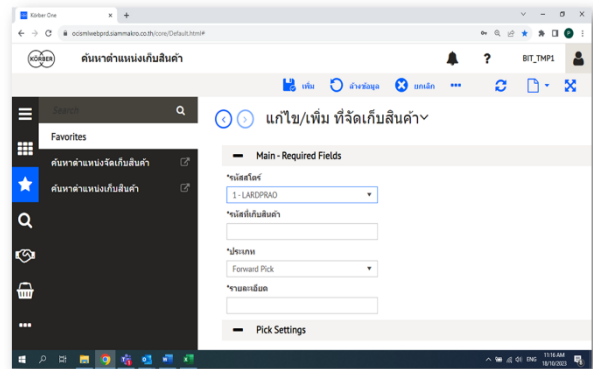 Körber One
ocismlwebprd.siammakro.co.th/core/Default.html#
KÖRBER
ค้นหาตำแหน่งเก็บสินค้า
?
BIT_TMP1
เพิ่ม
ล้างข้อมูล
ยกเลิก
Search
แก้ไข/เพิ่ม ที่จัดเก็บสินค้า
Favorites
ค้นหาตำแหน่งจัดเก็บสินค้า
ค้นหาตำแหน่งเก็บสินค้า
Main - Required Fields
*รหัสสโตร์
1 - LARDPRAO
*รหัสที่เก็บสินค้า
*ประเภท
Forward Pick
*รายละเอียด
Pick Settings
ENG
11:16 AM
18/10/2023